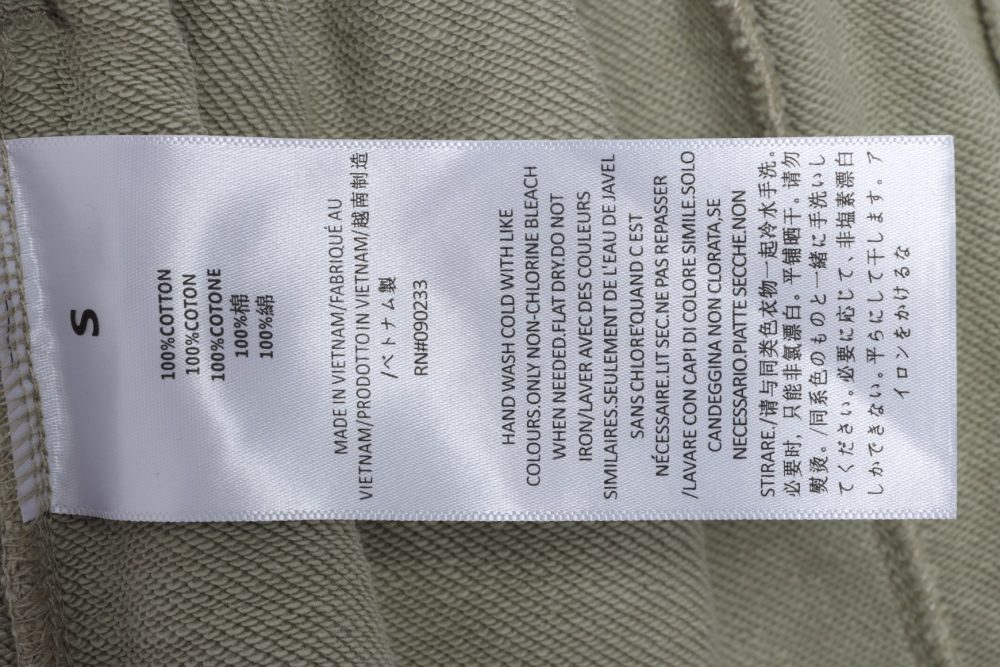 S
100%COTTON
100%COTON
100%COTONE
100%棉
100%綿
MADE IN VIETNAM/FABRIQUÉ AU
VIETNAM/PRODOTTO IN VIETNAM/越南制造
/ベトナム製
RN#090233
HAND WASH COLD WITH LIKE
COLOURS.ONLY NON-CHLORINE BLEACH
WHEN NEEDED.FLAT DRY.DO NOT
IRON/LAVER AVEC DES COULEURS
SIMILAIRES.SEULEMENT DE L'EAU DE JAVEL
SANS CHLORE'QUAND C EST
NÉCESSAIRE.LIT SEC.NE PAS REPASSER
/LAVARE CON CAPI DI COLORE SIMILE.SOLO
CANDEGGINA NON CLORATA,SE
NECESSARIO.PIATTE SECCHE.NON
STIRARE./请与同类色衣物一起冷水手洗。
必要时，只能非氯漂白。平铺晒干。请勿
熨烫。/同系色のものと一緒に手洗いし
てください。必要に応じて、非塩素漂白
しかできない。平らにして干します。ア
イロンをかけるな